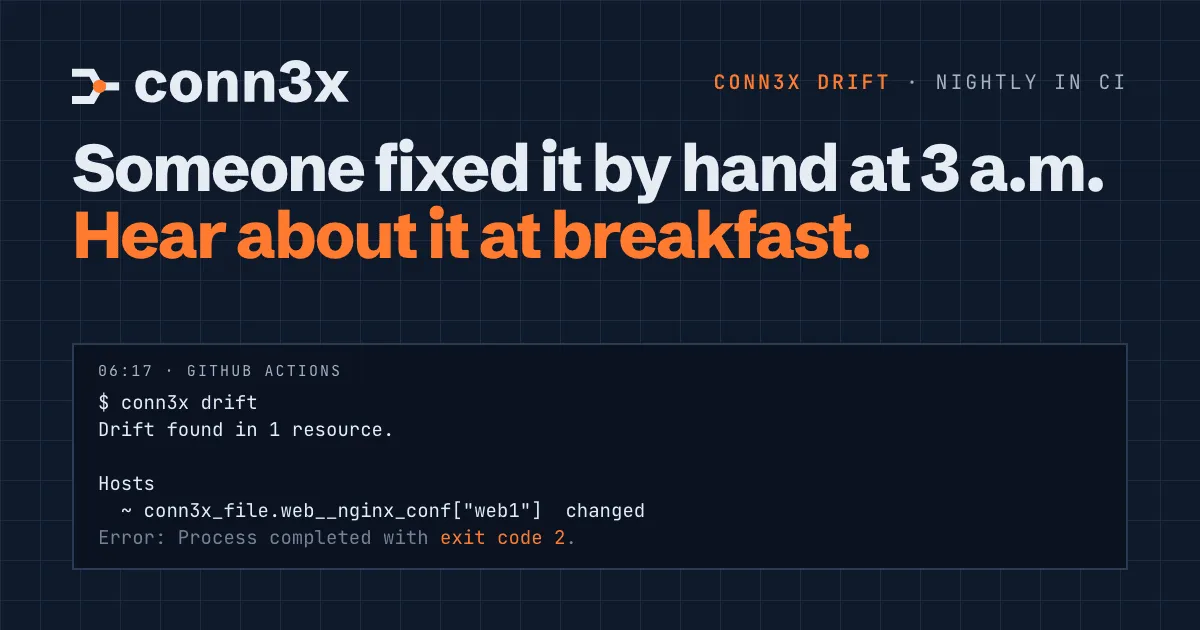 conn3x
CONN3X DRIFT · NIGHTLY IN CI
Someone fixed it by hand at 3 a.m.
Hear about it at breakfast.
06:17 · GITHUB ACTIONS
$ conn3x drift
Drift found in 1 resource.
Hosts
~ conn3x_file.web__nginx_conf["web1"]  changed
Error: Process completed with exit code 2.